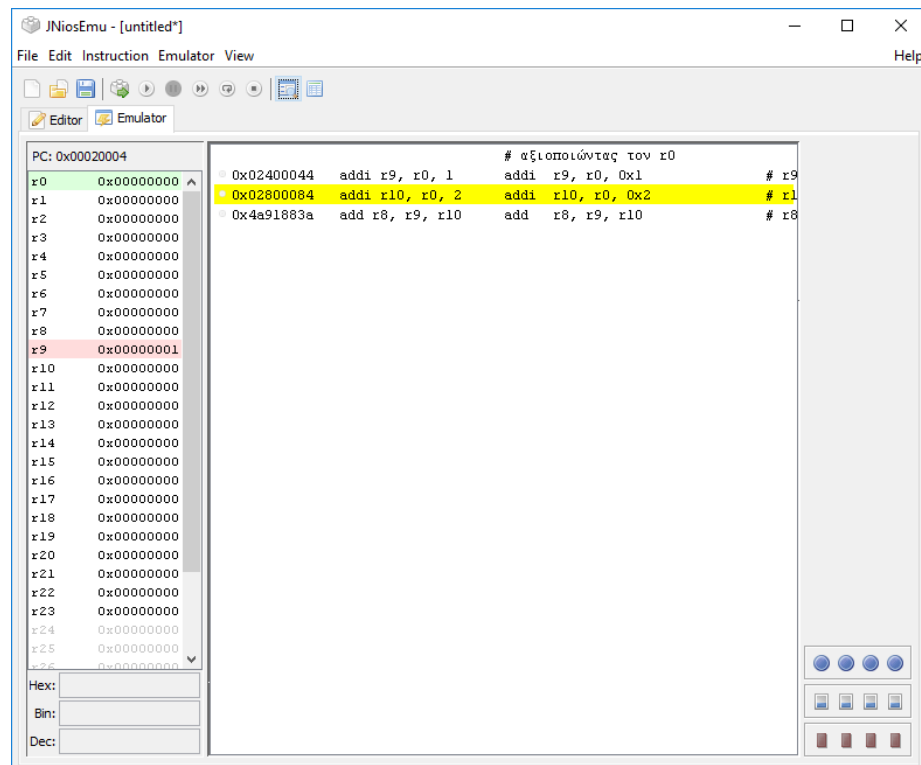 JNiosEmu - [untitled*]
File Edit Instruction Emulator View Help
Editor Emulator
PC: 0x00020004
r0 0x00000000
r1 0x00000000
r2 0x00000000
r3 0x00000000
r4 0x00000000
r5 0x00000000
r6 0x00000000
r7 0x00000000
r8 0x00000000
r9 0x00000001
r10 0x00000000
r11 0x00000000
r12 0x00000000
r13 0x00000000
r14 0x00000000
r15 0x00000000
r16 0x00000000
r17 0x00000000
r18 0x00000000
r19 0x00000000
r20 0x00000000
r21 0x00000000
r22 0x00000000
r23 0x00000000
r24 0x00000000
r25 0x00000000
r26 0x00000000
Hex:
Bin:
Dec:
# αξιοποιώντας τον r0
0x02400044 addi r9, r0, 1 addi r9, r0, 0x1 # r9
0x02800084 addi r10, r0, 2 addi r10, r0, 0x2 # r1
0x4a91883a add r8, r9, r10 add r8, r9, r10 # r8